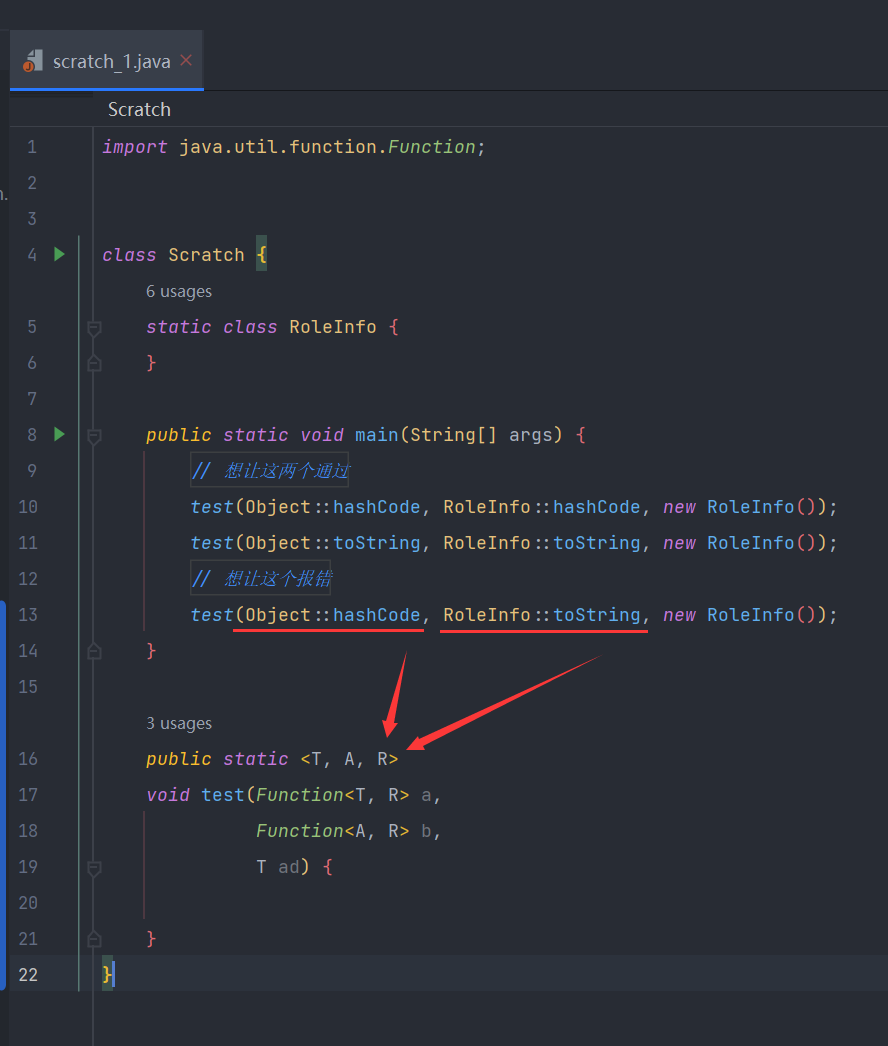 scratch_1.java
Scratch
1 import java.util.function.Function;
2
3
4 class Scratch {
6 usages
5 static class RoleInfo {
6 }
7
8 public static void main(String[] args) {
9 // 想让这两个通过
10 test(Object::hashCode, RoleInfo::hashCode, new RoleInfo());
11 test(Object::toString, RoleInfo::toString, new RoleInfo());
12 // 想让这个报错
13 test(Object::hashCode, RoleInfo::toString, new RoleInfo());
14 }
15
3 usages
16 public static <T, A, R>
17 void test(Function<T, R> a,
18 Function<A, R> b,
19 T ad) {
20
21 }
22 }